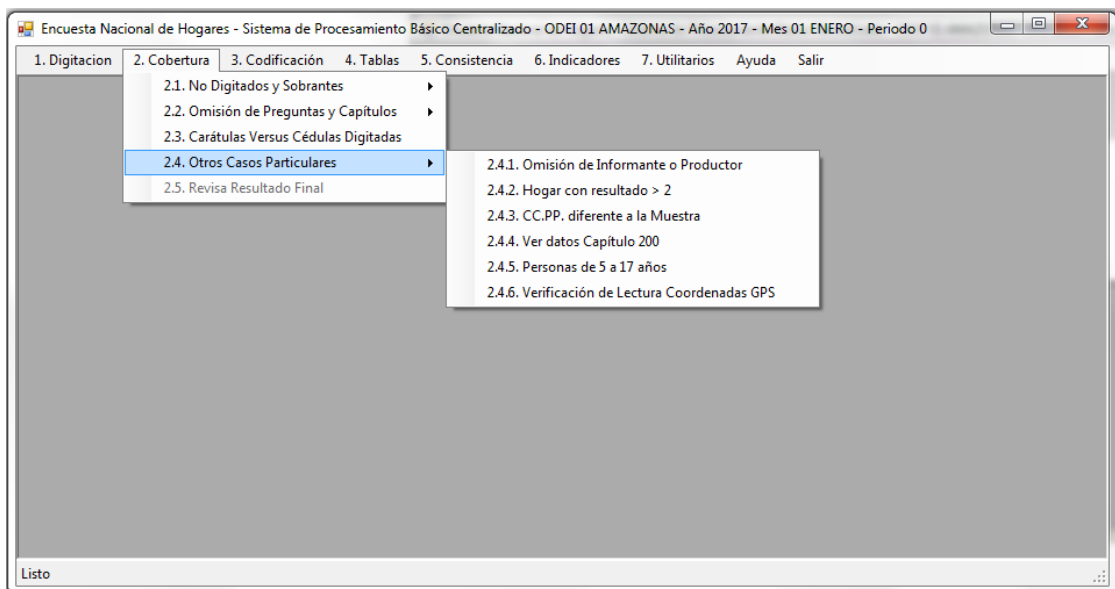 Encuesta Nacional de Hogares - Sistema de Procesamiento Básico Centralizado - ODEI 01 AMAZONAS - Año 2017 - Mes 01 ENERO - Periodo 0
1. Digitacion 2. Cobertura 3. Codificación 4. Tablas 5. Consistencia 6. Indicadores 7. Utilitarios Ayuda Salir
2.1. No Digitados y Sobrantes
2.2. Omisión de Preguntas y Capítulos
2.3. Carátulas Versus Cédulas Digitadas
2.4. Otros Casos Particulares
2.5. Revisa Resultado Final
2.4.1. Omisión de Informante o Productor
2.4.2. Hogar con resultado > 2
2.4.3. CC.PP. diferente a la Muestra
2.4.4. Ver datos Capítulo 200
2.4.5. Personas de 5 a 17 años
2.4.6. Verificación de Lectura Coordenadas GPS
Listo